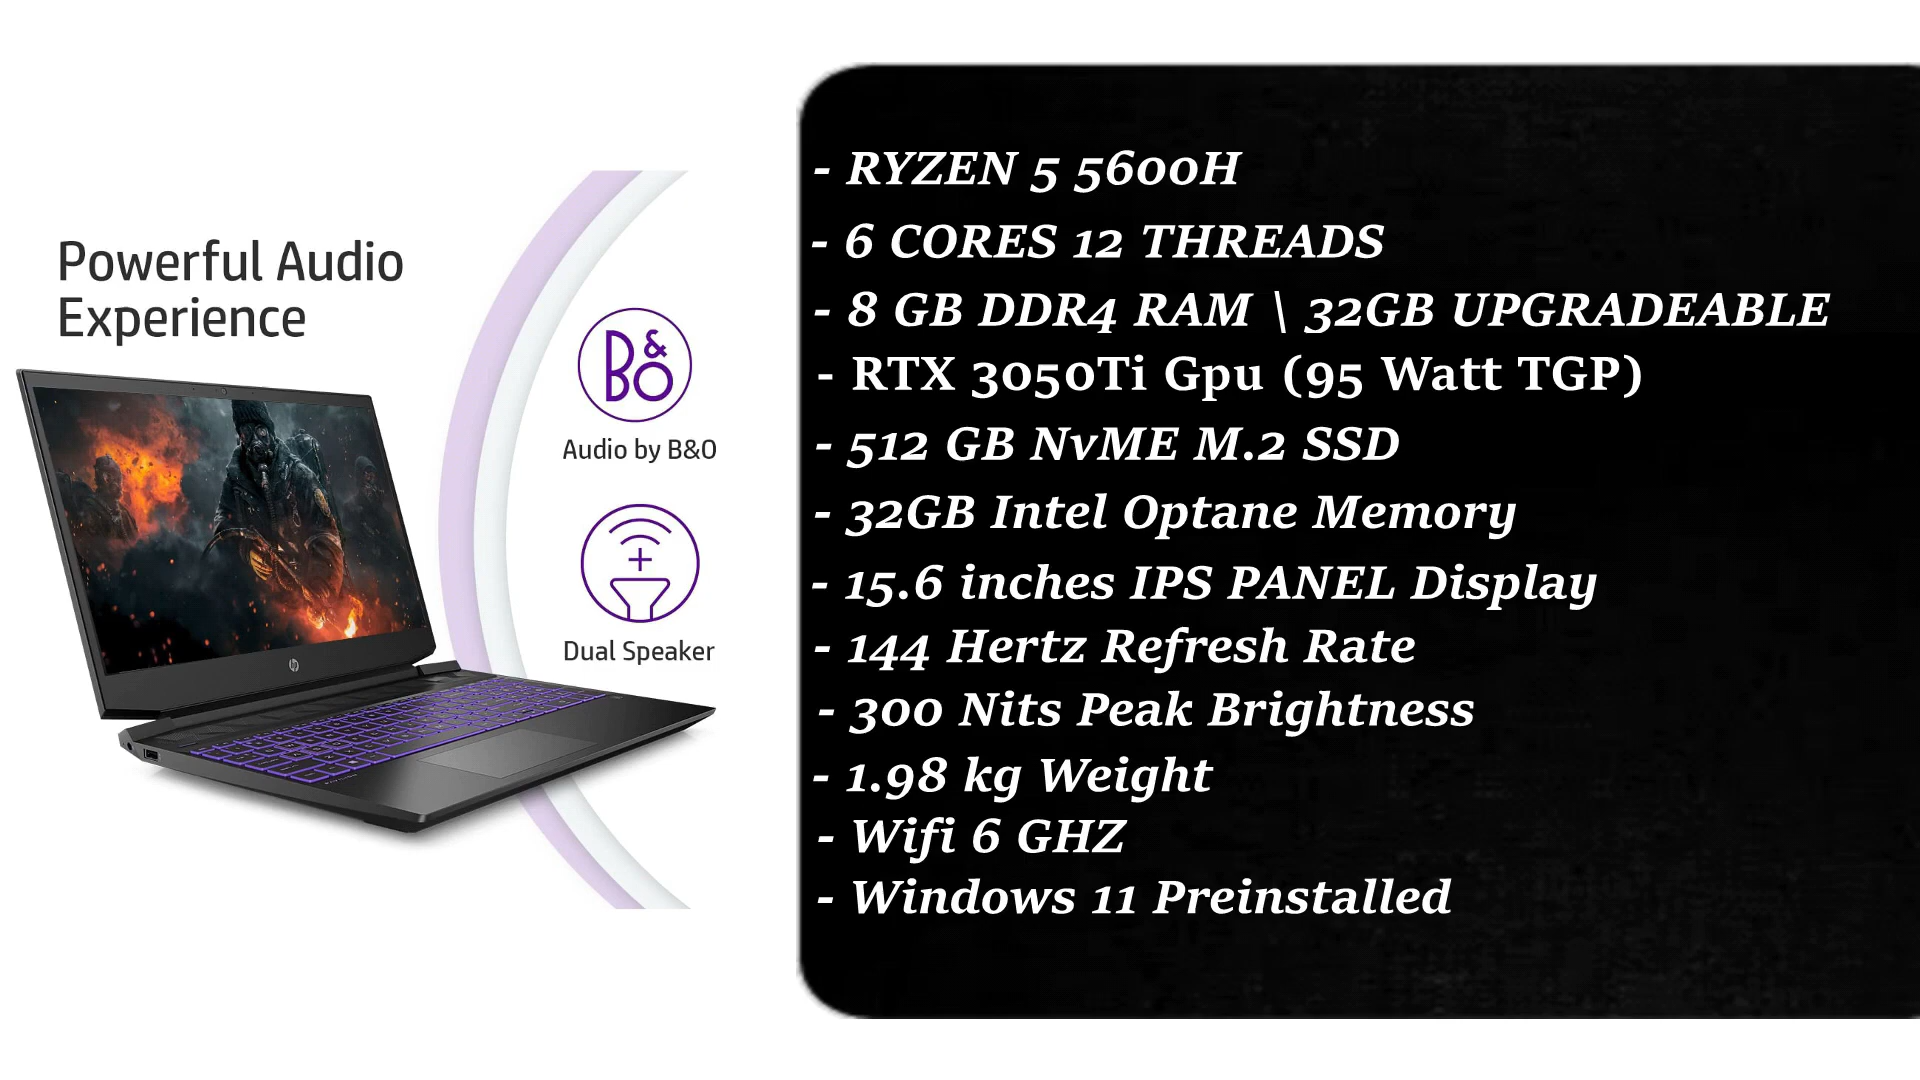 Powerful Audio
Experience
B&O
Audio by B&O
Dual Speaker
hp
- RYZEN 5 5600H
- 6 CORES 12 THREADS
- 8 GB DDR4 RAM \ 32GB UPGRADEABLE
- RTX 3050Ti Gpu (95 Watt TGP)
- 512 GB NvME M.2 SSD
- 32GB Intel Optane Memory
- 15.6 inches IPS PANEL Display
- 144 Hertz Refresh Rate
- 300 Nits Peak Brightness
- 1.98 kg Weight
- Wifi 6 GHZ
- Windows 11 Preinstalled